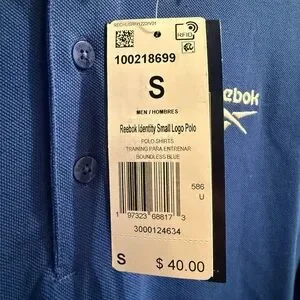 RFID
100218699
S
MEN / HOMBRES
Reebok Identity Small Logo Polo
POLO SHIRTS
TRAINING PARA ENTRENAR
BOUNDLESS BLUE
586
U
1 97323 68817 3
3000124634
S $ 40.00
ebok